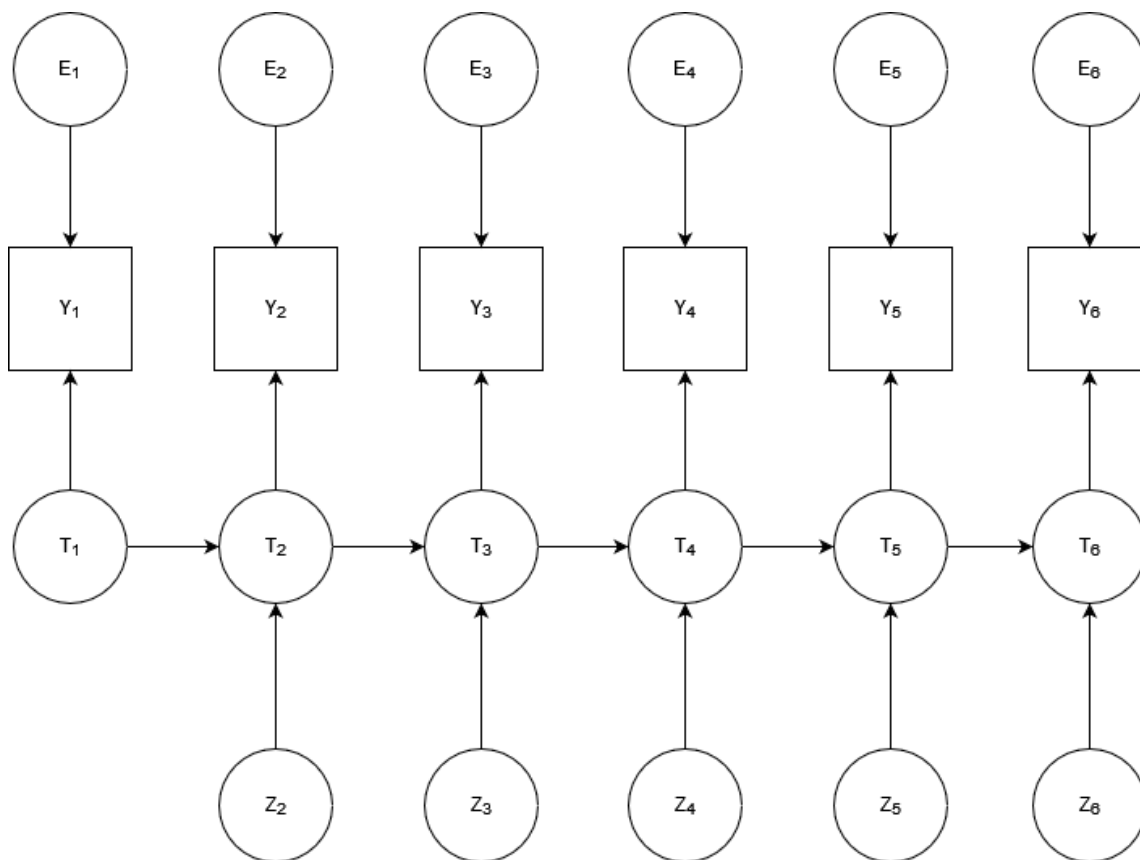 E₁ E₂ E₃ E₄ E₅ E₆
Y₁ Y₂ Y₃ Y₄ Y₅ Y₆
T₁ T₂ T₃ T₄ T₅ T₆
Z₂ Z₃ Z₄ Z₅ Z₆